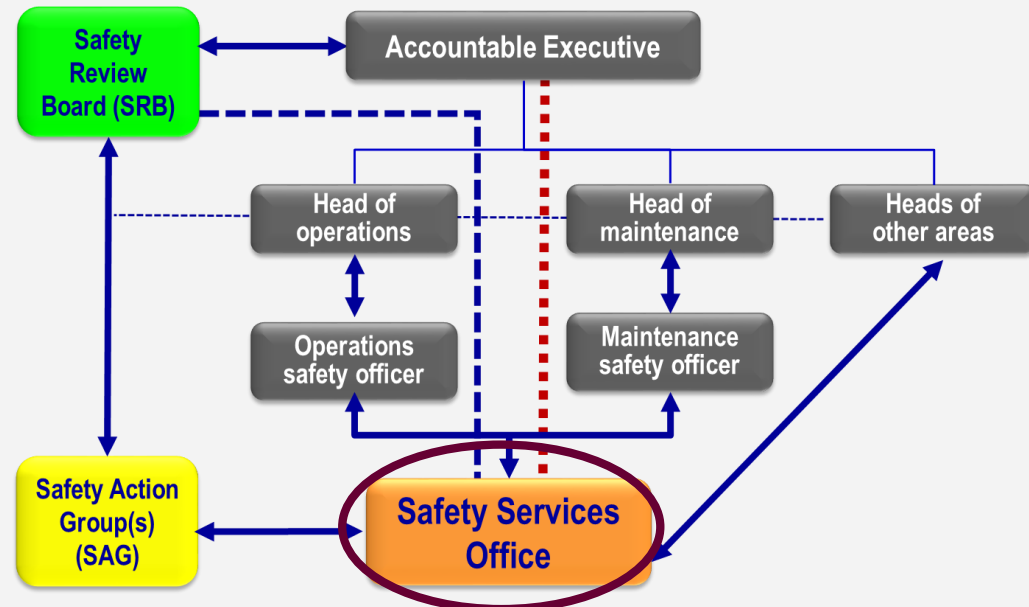 Safety
Review
Board (SRB)
Accountable Executive
Head of
operations
Head of
maintenance
Heads of
other areas
Operations
safety officer
Maintenance
safety officer
Safety Action
Group(s)
(SAG)
Safety Services
Office